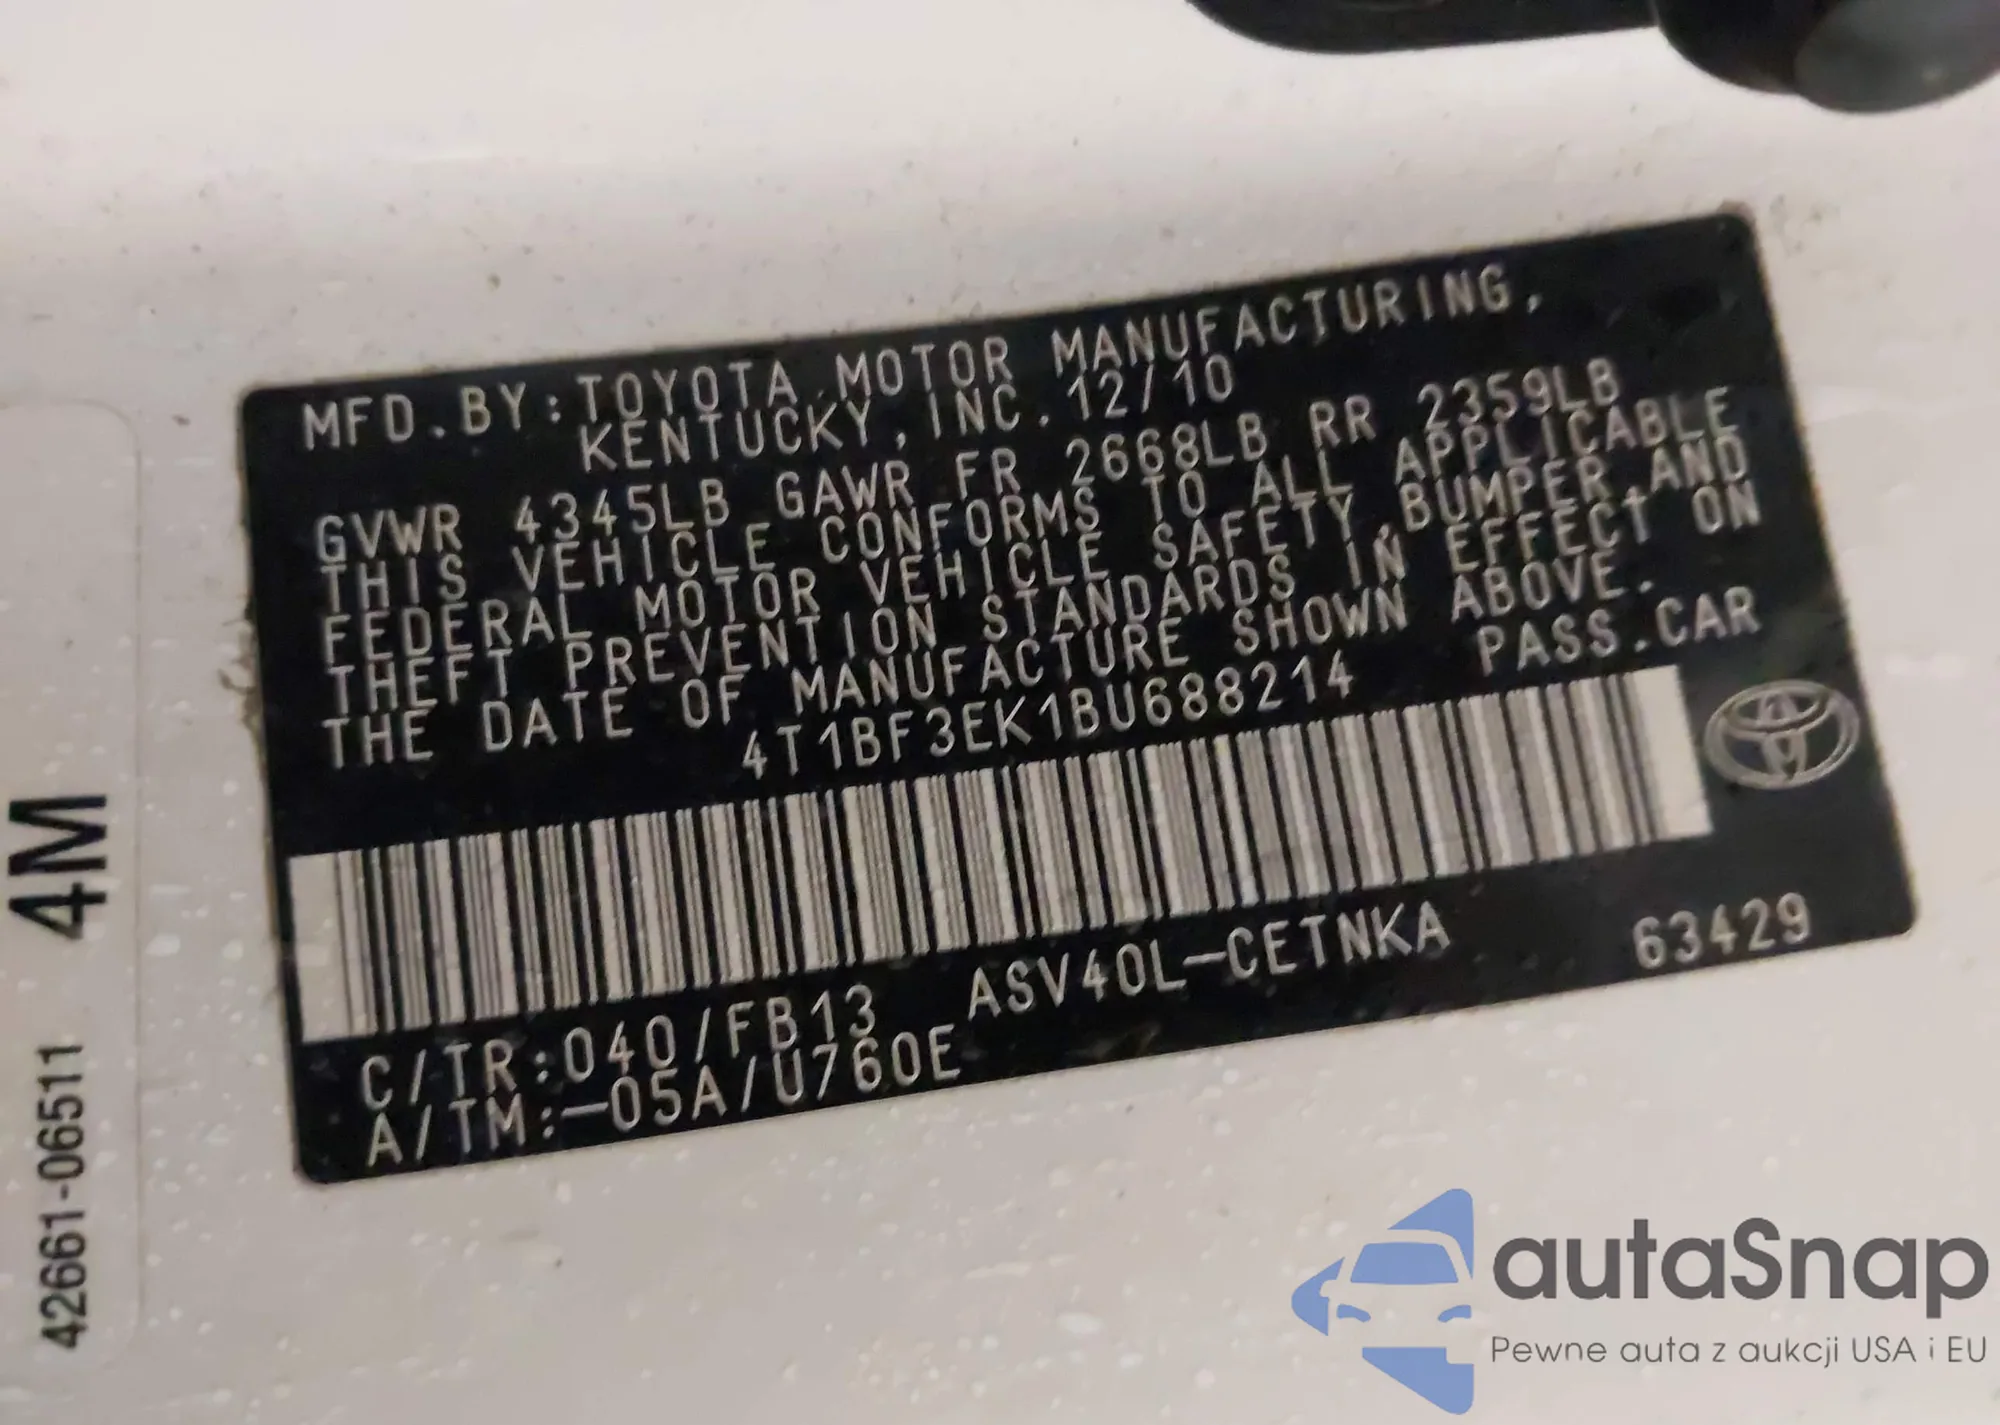 MFD.BY:TOYOTA MOTOR MANUFACTURING,
KENTUCKY, INC. 12/10
GVWR 4345LB GAWR FR 2668LB RR 2359LB
THIS VEHICLE CONFORMS TO ALL APPLICABLE
FEDERAL MOTOR VEHICLE SAFETY,BUMPER,AND
THEFT PREVENTION STANDARDS IN EFFECT ON
THE DATE OF MANUFACTURE SHOWN ABOVE.
4T1BF3EK1BU688214 PASS.CAR
C/TR:040/FB13 ASV40L-CETNKA 63429
A/TM:-05A/U760E
4M
42661-06511
autaSnap
Pewne auta z aukcji USA i EU